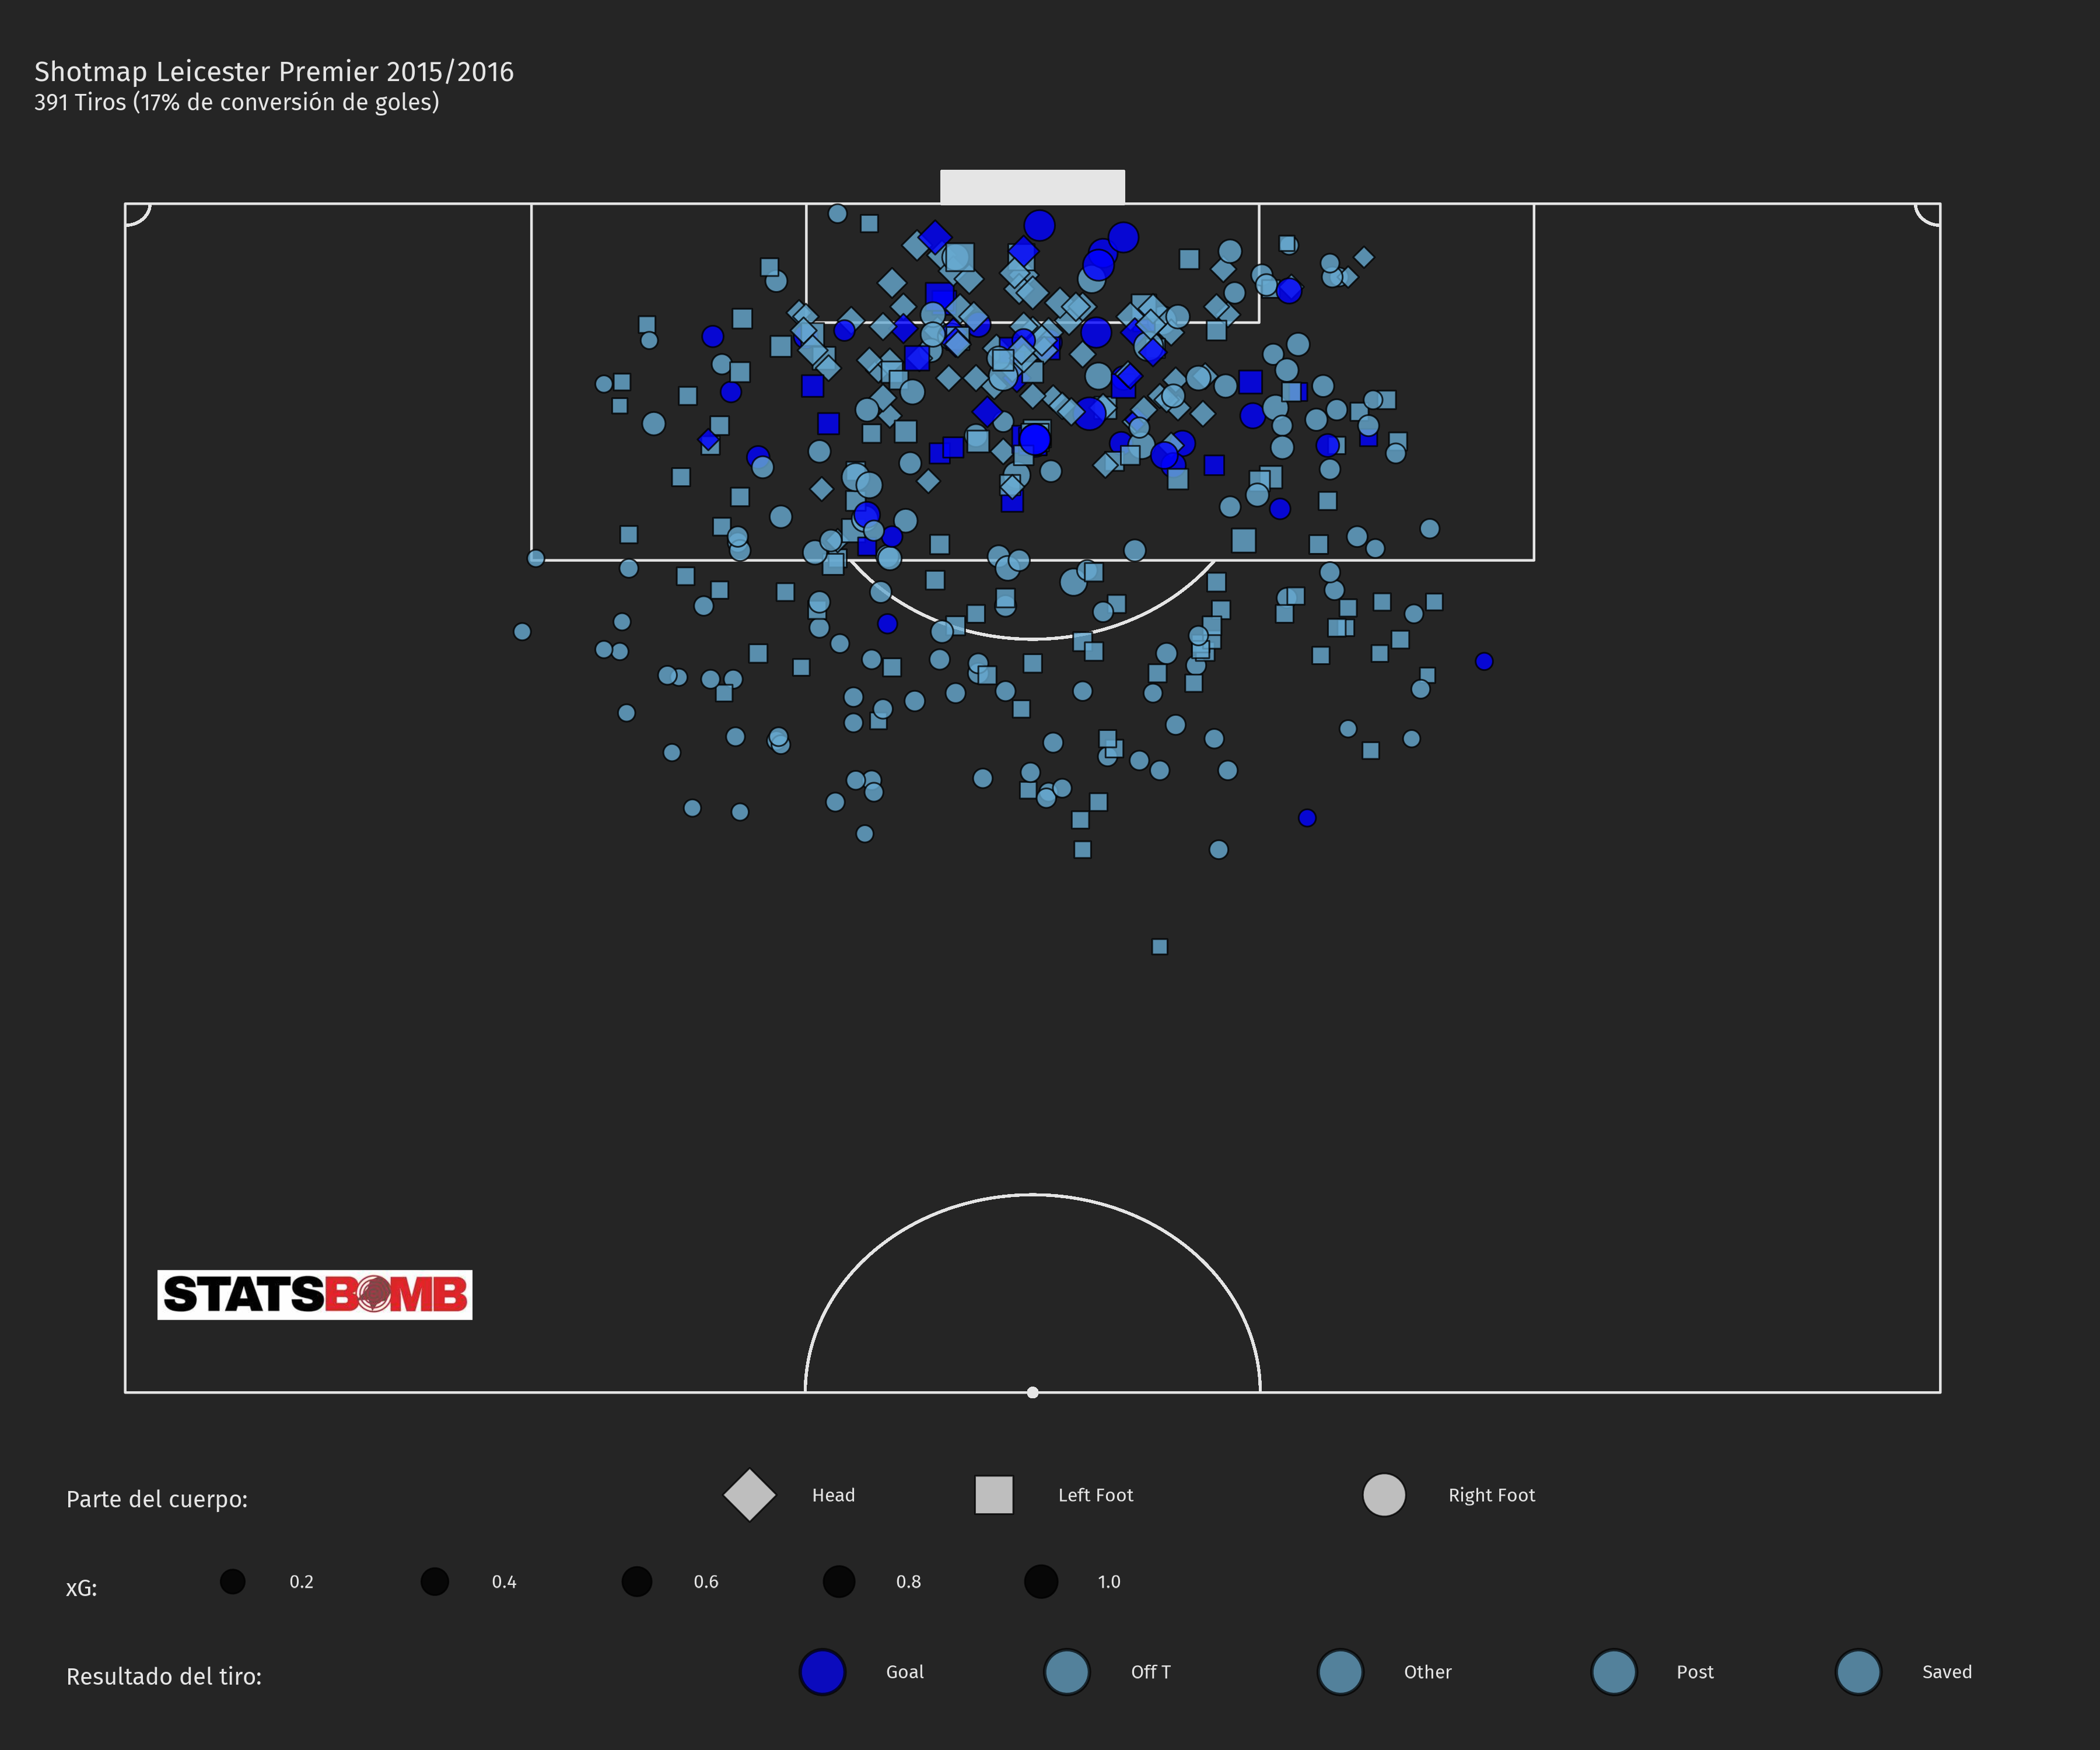 Shotmap Leicester Premier 2015/2016
391 Tiros (17% de conversión de goles)
STATSBOMB
Parte del cuerpo: Head Left Foot Right Foot
xG: 0.2 0.4 0.6 0.8 1.0
Resultado del tiro: Goal Off T Other Post Saved